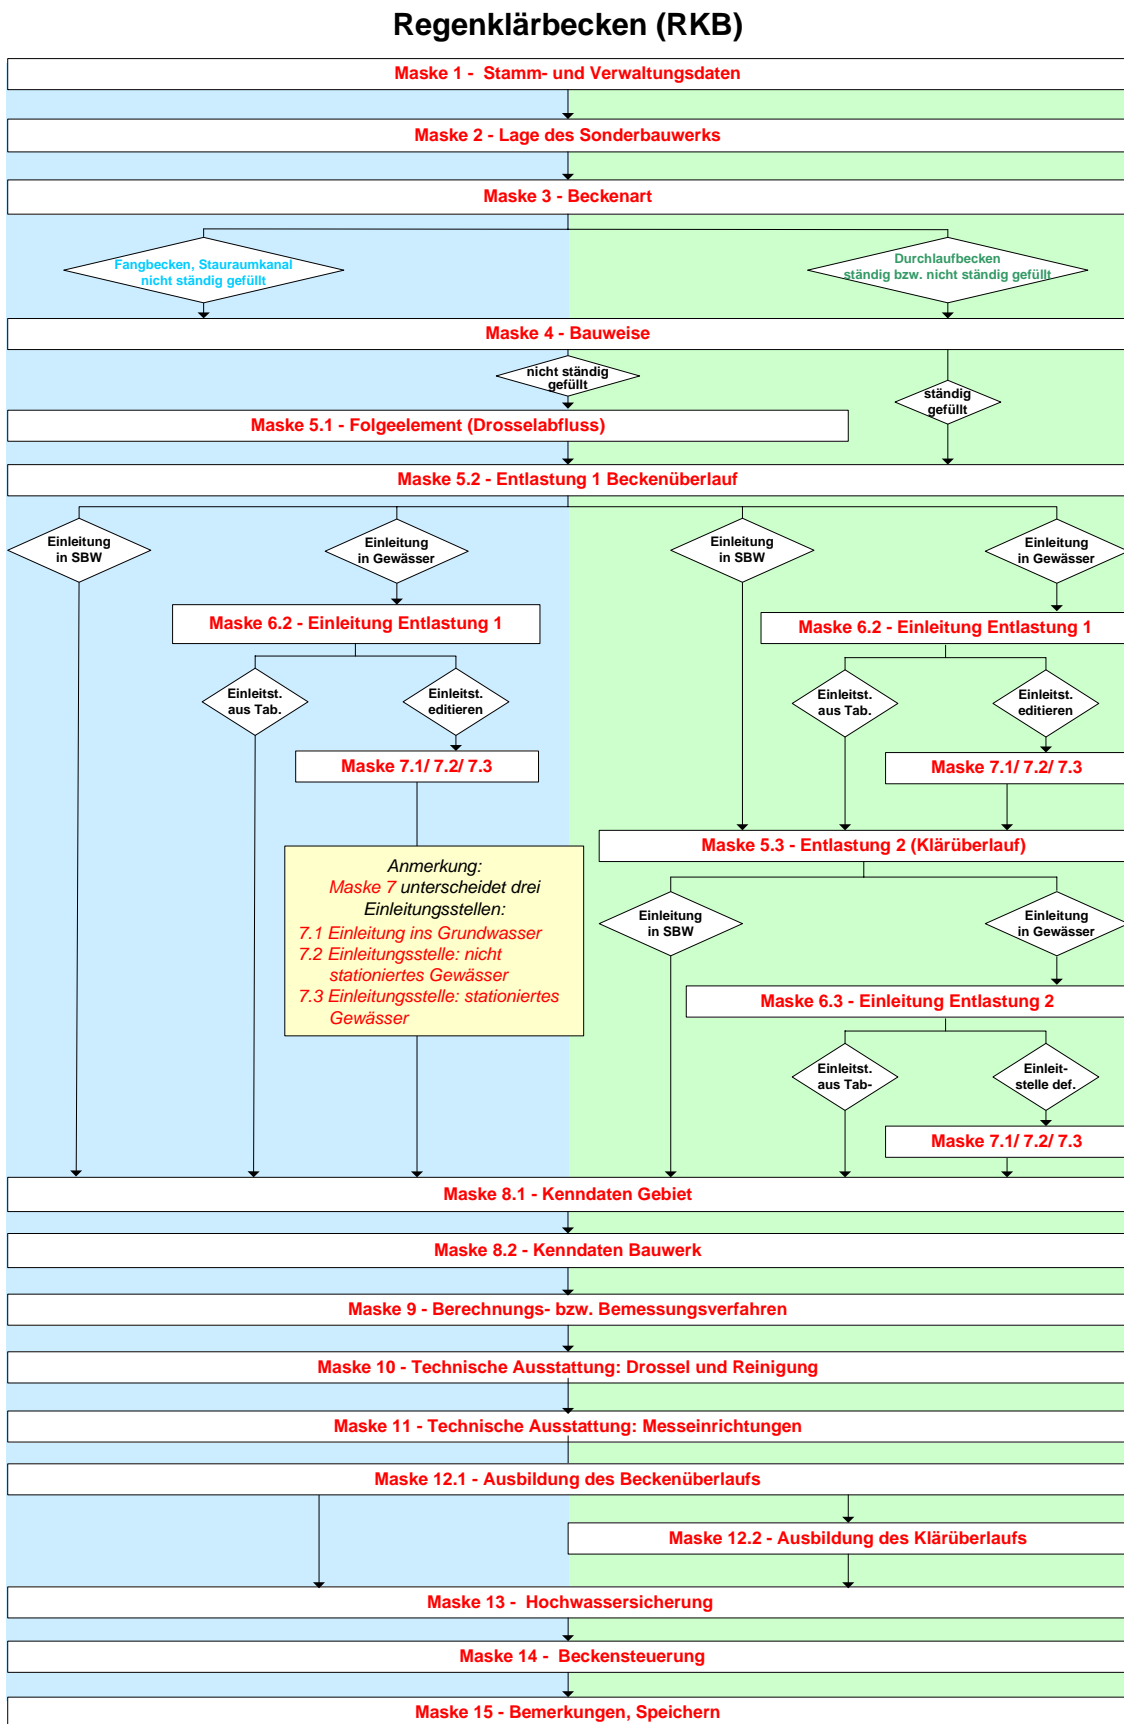 Regenklärbecken (RKB)
Maske 1 - Stamm- und Verwaltungsdaten
Maske 2 - Lage des Sonderbauwerks
Maske 3 - Beckenart
Fangbecken, Stauraumkanal
nicht ständig gefüllt
Durchlaufbecken
ständig bzw. nicht ständig gefüllt
Maske 4 - Bauweise
nicht ständig
gefüllt
ständig
gefüllt
Maske 5.1 - Folgeelement (Drosselabfluss)
Maske 5.2 - Entlastung 1 Beckenüberlauf
Einleitung
in SBW
Einleitung
in Gewässer
Einleitung
in SBW
Einleitung
in Gewässer
Maske 6.2 - Einleitung Entlastung 1
Maske 6.2 - Einleitung Entlastung 1
Einleitst.
aus Tab.
Einleitst.
editieren
Einleitst.
aus Tab.
Einleitst.
editieren
Maske 7.1/ 7.2/ 7.3
Maske 7.1/ 7.2/ 7.3
Maske 5.3 - Entlastung 2 (Klärüberlauf)
Anmerkung:
Maske 7 unterscheidet drei
Einleitungsstellen:
7.1 Einleitung ins Grundwasser
7.2 Einleitungsstelle: nicht
stationiertes Gewässer
7.3 Einleitungsstelle: stationiertes
Gewässer
Einleitung
in SBW
Einleitung
in Gewässer
Maske 6.3 - Einleitung Entlastung 2
Einleitst.
aus Tab-
Einleit-
stelle def.
Maske 7.1/ 7.2/ 7.3
Maske 8.1 - Kenndaten Gebiet
Maske 8.2 - Kenndaten Bauwerk
Maske 9 - Berechnungs- bzw. Bemessungsverfahren
Maske 10 - Technische Ausstattung: Drossel und Reinigung
Maske 11 - Technische Ausstattung: Messeinrichtungen
Maske 12.1 - Ausbildung des Beckenüberlaufs
Maske 12.2 - Ausbildung des Klärüberlaufs
Maske 13 - Hochwassersicherung
Maske 14 - Beckensteuerung
Maske 15 - Bemerkungen, Speichern